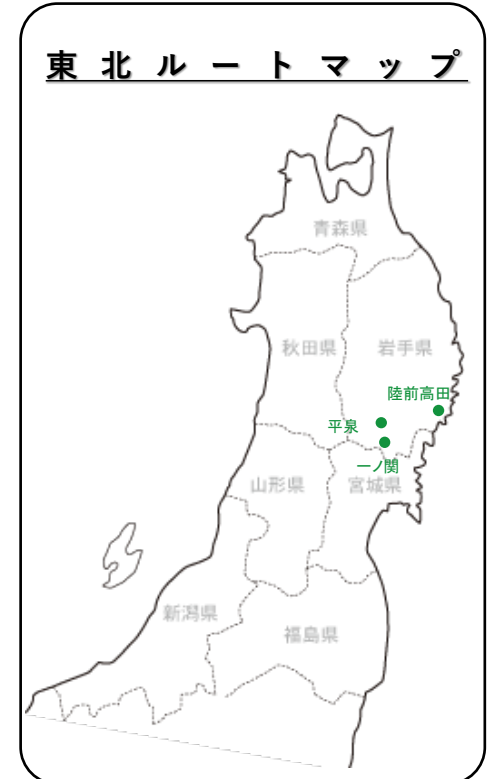 東北ルートマップ
青森県
秋田県
岩手県
陸前高田
平泉
一ノ関
山形県
宮城県
新潟県
福島県